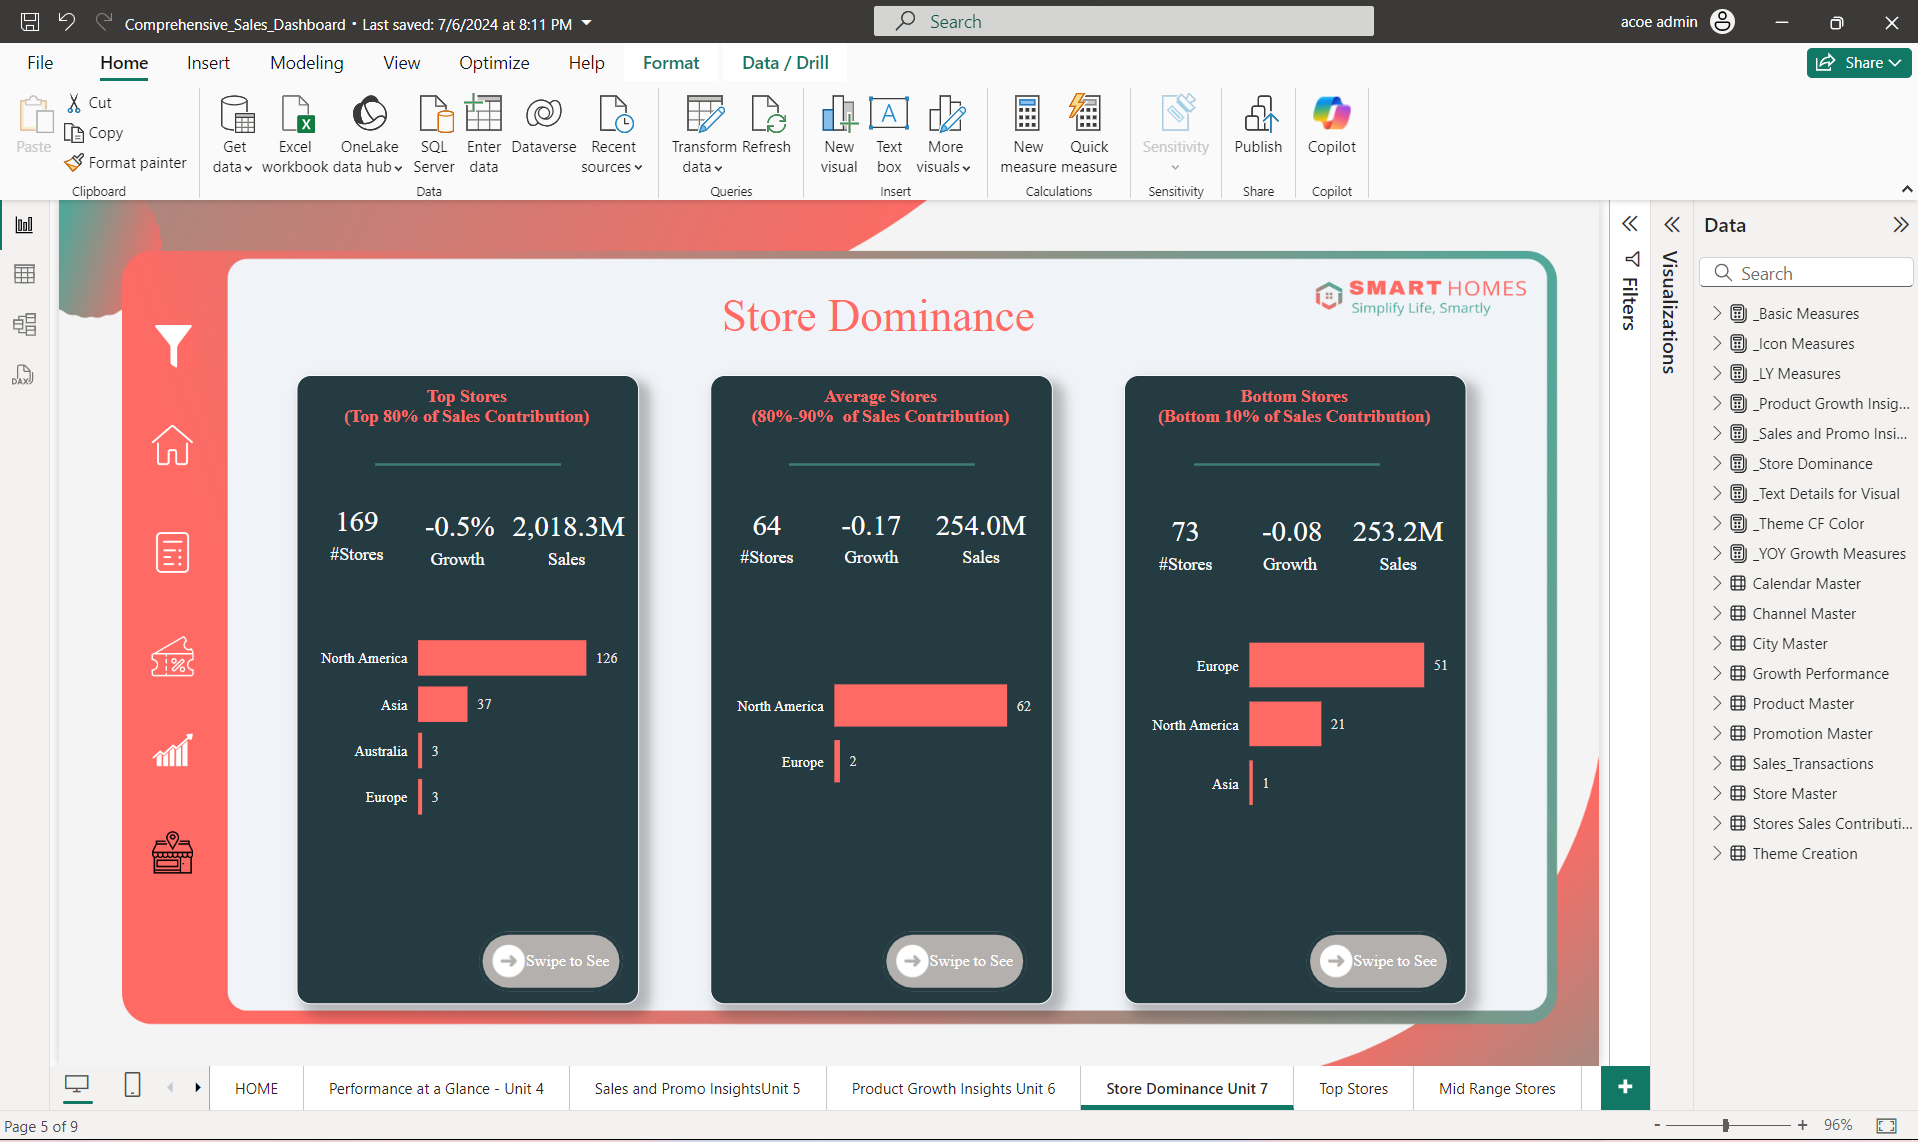 Comprehensive_Sales_Dashboard • Last saved: 7/6/2024 at 8:11 PM
Search
acoe admin
File Home Insert Modeling View Optimize Help Format Data / Drill
Share
Paste
Cut
Copy
Format painter
Clipboard
Get data
Excel workbook
OneLake data hub
SQL Server
Enter data
Dataverse
Recent sources
Data
Transform data
Refresh
Queries
New visual
Text box
More visuals
Insert
New measure
Quick measure
Calculations
Sensitivity
Sensitivity
Publish
Share
Copilot
Copilot
DAX
Store Dominance
SMART HOMES
Simplify Life, Smartly
Top Stores
(Top 80% of Sales Contribution)
169
#Stores
-0.5%
Growth
2,018.3M
Sales
North America 126
Asia 37
Australia 3
Europe 3
Swipe to See
Average Stores
(80%-90% of Sales Contribution)
64
#Stores
-0.17
Growth
254.0M
Sales
North America 62
Europe 2
Swipe to See
Bottom Stores
(Bottom 10% of Sales Contribution)
73
#Stores
-0.08
Growth
253.2M
Sales
Europe 51
North America 21
Asia 1
Swipe to See
Filters
Visualizations
Data
Search
_Basic Measures
_Icon Measures
_LY Measures
_Product Growth Insig...
_Sales and Promo Insi...
_Store Dominance
_Text Details for Visual
_Theme CF Color
_YOY Growth Measures
Calendar Master
Channel Master
City Master
Growth Performance
Product Master
Promotion Master
Sales_Transactions
Store Master
Stores Sales Contributi...
Theme Creation
HOME
Performance at a Glance - Unit 4
Sales and Promo InsightsUnit 5
Product Growth Insights Unit 6
Store Dominance Unit 7
Top Stores
Mid Range Stores
+
Page 5 of 9
- + 96%